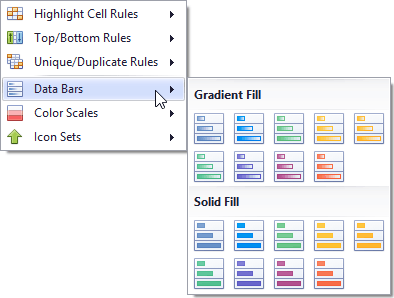 Highlight Cell Rules
Top/Bottom Rules
Unique/Duplicate Rules
Data Bars
Color Scales
Icon Sets
Gradient Fill
Solid Fill